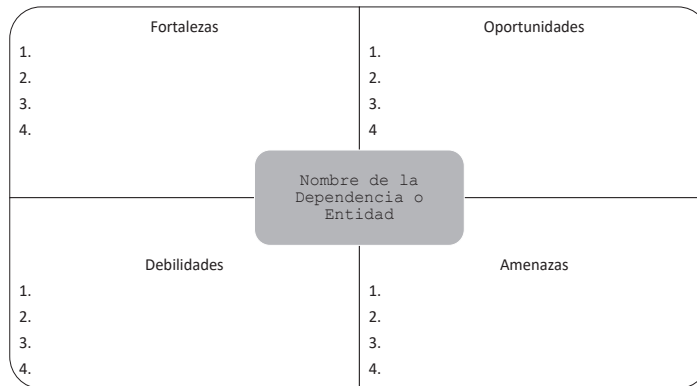 Fortalezas
1.
2.
3.
4.
Oportunidades
1.
2.
3.
4
Nombre de la
Dependencia o
Entidad
Debilidades
1.
2.
3.
4.
Amenazas
1.
2.
3.
4.